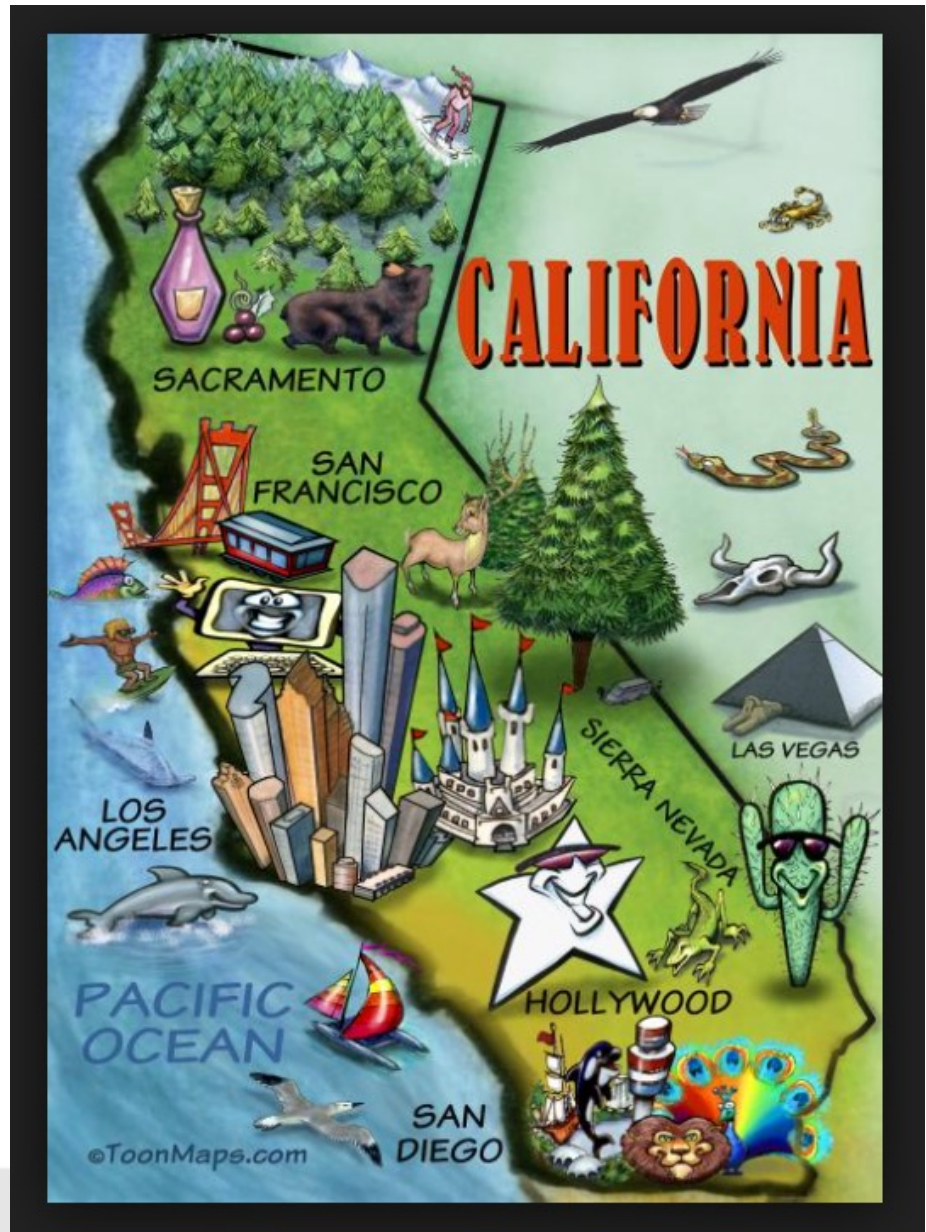 CALIFORNIA
SACRAMENTO
SAN
FRANCISCO
LAS VEGAS
SIERRA NEVADA
LOS
ANGELES
HOLLYWOOD
PACIFIC
OCEAN
SAN
DIEGO
©ToonMaps.com